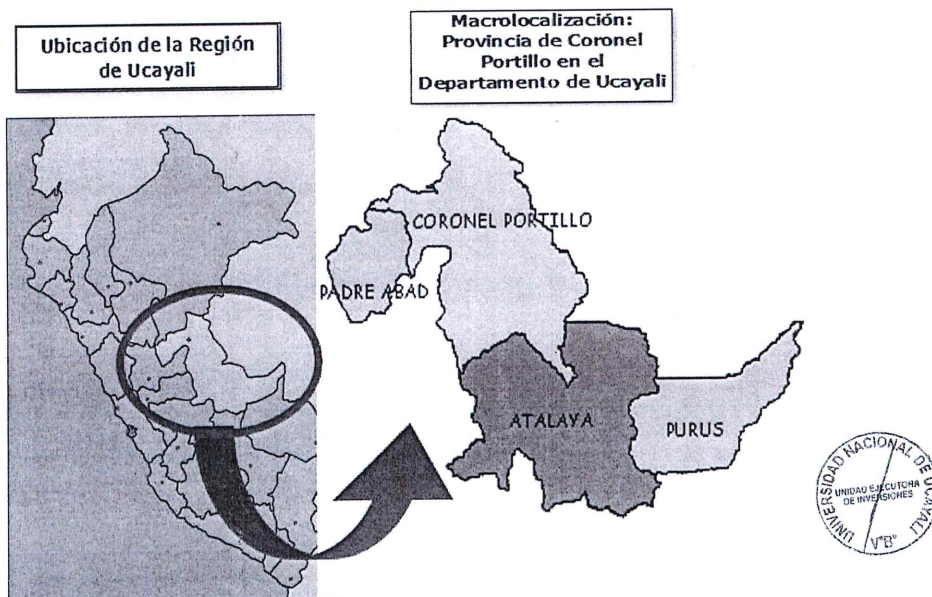 Ubicación de la Región
de Ucayali
Macrolocalización:
Provincia de Coronel
Portillo en el
Departamento de Ucayali
CORONEL PORTILLO
PADRE ABAD
ATALAYA
PURUS
UNIVERSIDAD NACIONAL DE UCAYALI
UNIDAD EJECUTORA
DE INVERSIONES
V°B°